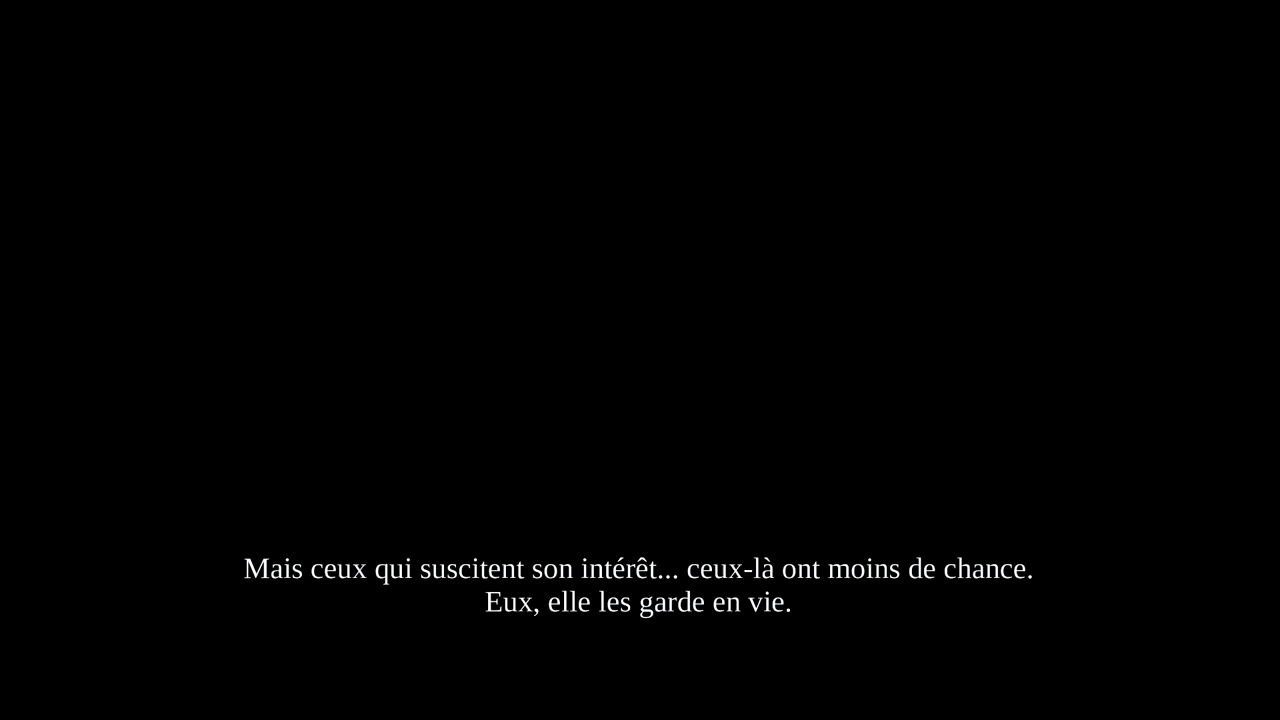 Mais ceux qui suscitent son intérêt... ceux-là ont moins de chance.
Eux, elle les garde en vie.